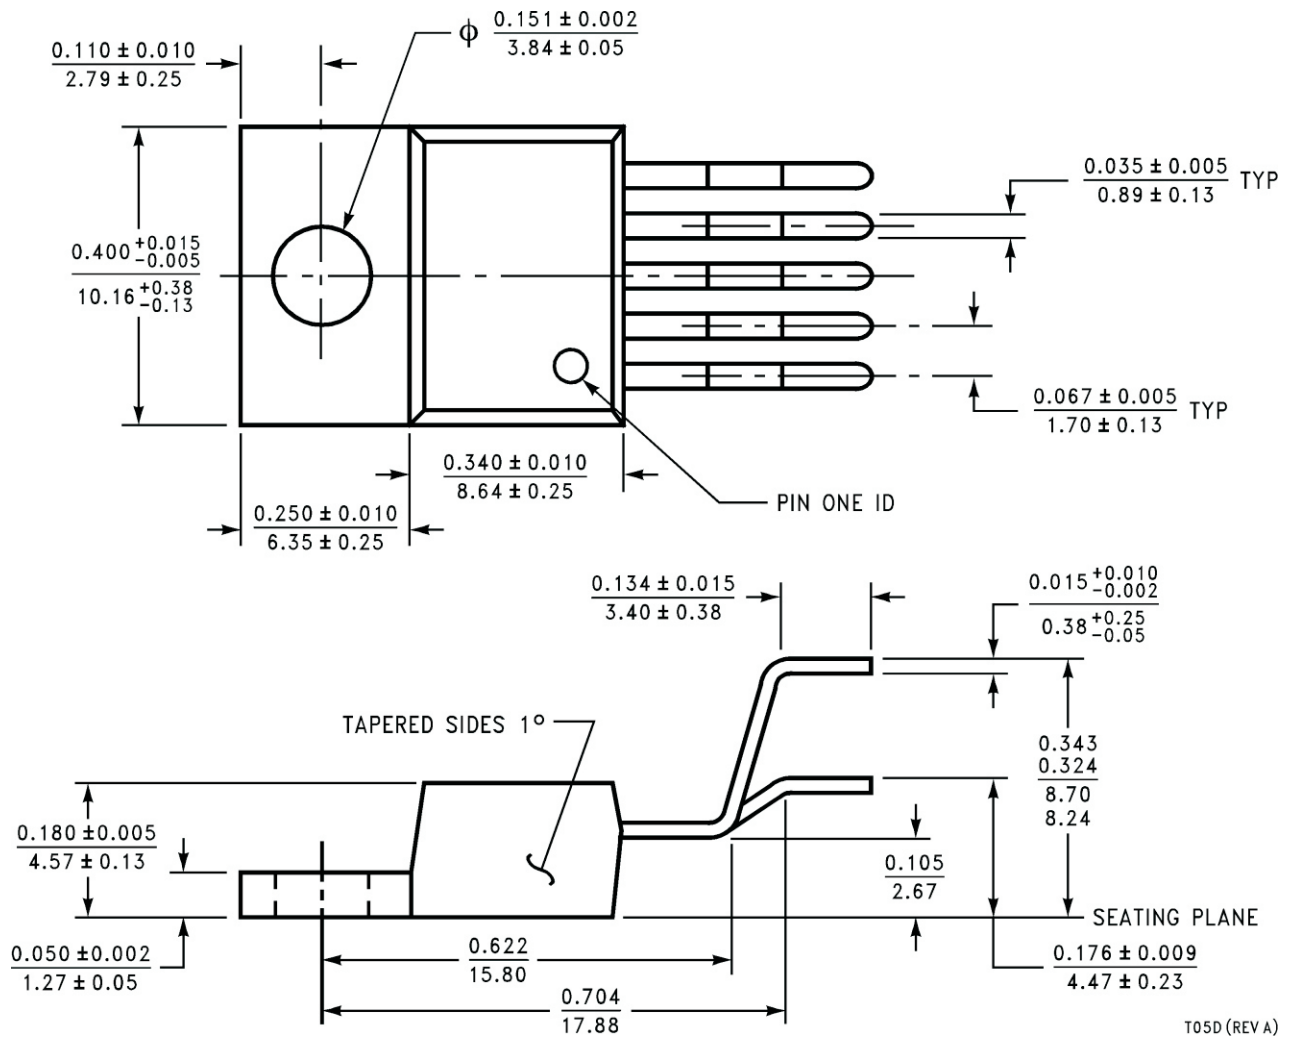 0.151 ± 0.002
ϕ
3.84 ± 0.05
0.110 ± 0.010
2.79 ± 0.25
0.035 ± 0.005
TYP
0.89 ± 0.13
0.400 +0.015 -0.005
10.16 +0.38 -0.13
0.067 ± 0.005
TYP
1.70 ± 0.13
0.340 ± 0.010
8.64 ± 0.25
PIN ONE ID
0.250 ± 0.010
6.35 ± 0.25
0.134 ± 0.015
3.40 ± 0.38
0.015 +0.010 -0.002
0.38 +0.25 -0.05
TAPERED SIDES 1°
0.343
0.324
8.70
8.24
0.180 ±0.005
4.57 ± 0.13
0.105
2.67
SEATING PLANE
0.050 ±0.002
1.27 ± 0.05
0.622
15.80
0.176 ± 0.009
4.47 ± 0.23
0.704
17.88
T05D (REV A)